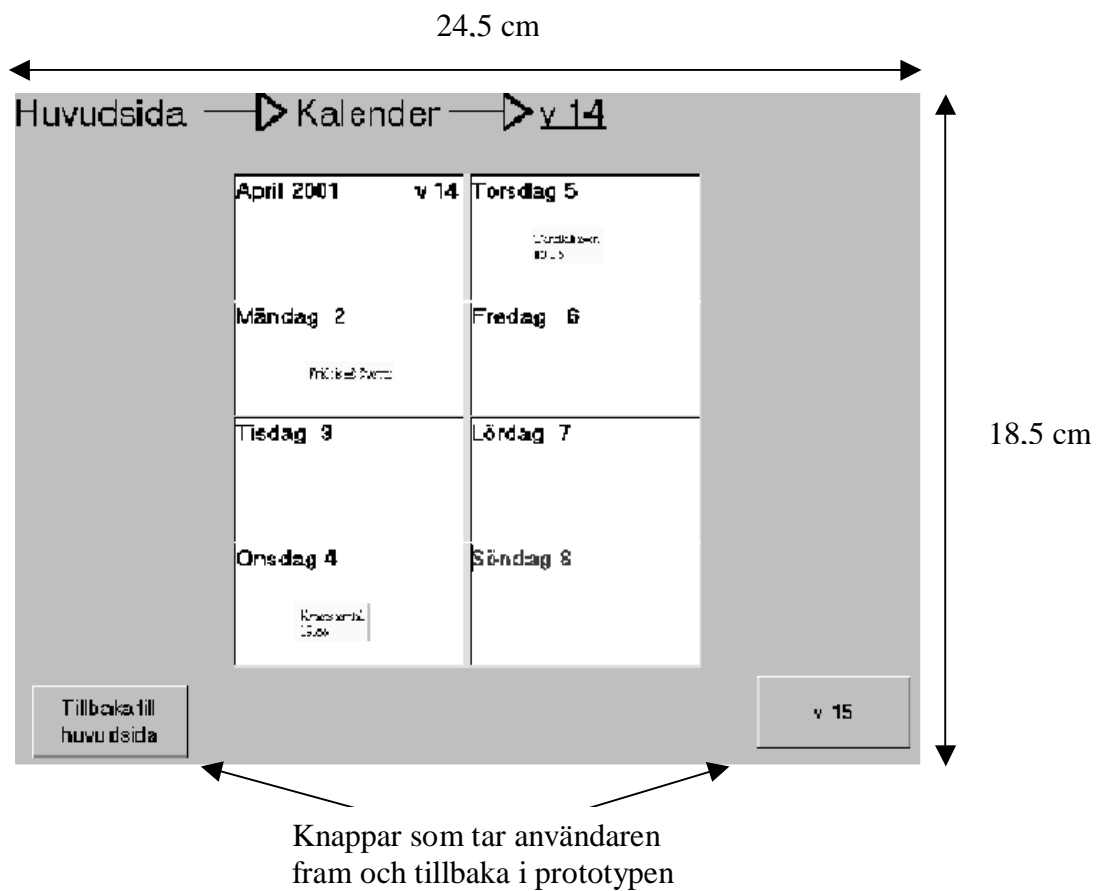 24.5 cm
Huvudsida Kalender v 14
April 2001 v 14
Torsdag 5
Måndag 2
Fredag 6
Tisdag 3
Lördag 7
Onsdag 4
Söndag 8
18.5 cm
Tillbaka till
huvudsida
v 15
Knappar som tar användaren
fram och tillbaka i prototypen